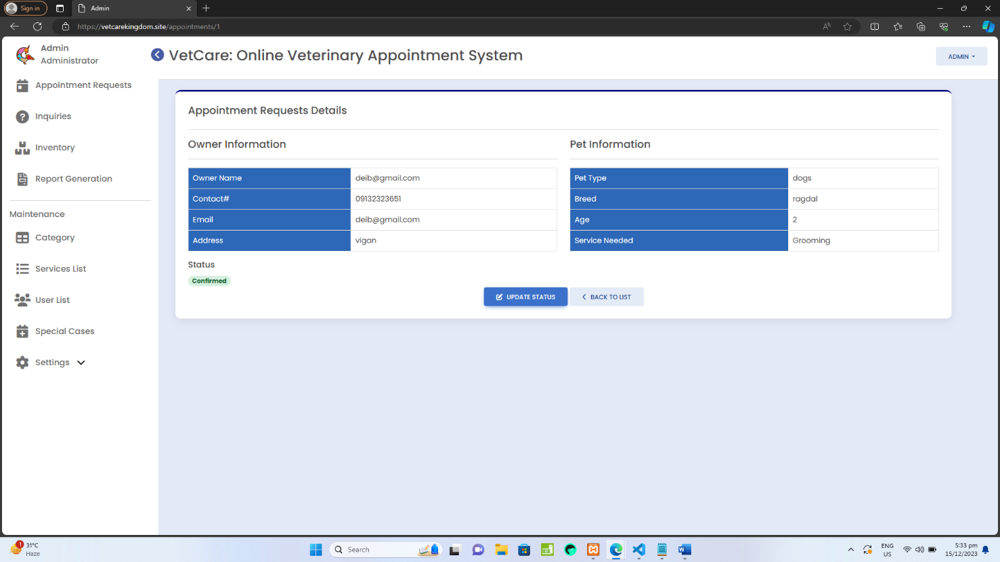 Sign in
Admin
https://vetcarekingdom.site/appointments/1
Admin
Administrator
VetCare: Online Veterinary Appointment System
ADMIN
Appointment Requests
Inquiries
Inventory
Report Generation
Maintenance
Category
Services List
User List
Special Cases
Settings
Appointment Requests Details
Owner Information
Owner Name deib@gmail.com
Contact# 09132323651
Email deib@gmail.com
Address vigan
Pet Information
Pet Type dogs
Breed ragdal
Age 2
Service Needed Grooming
Status
Confirmed
UPDATE STATUS
BACK TO LIST
1
31°C
Haze
Search
ENG
US
5:33 pm
15/12/2023